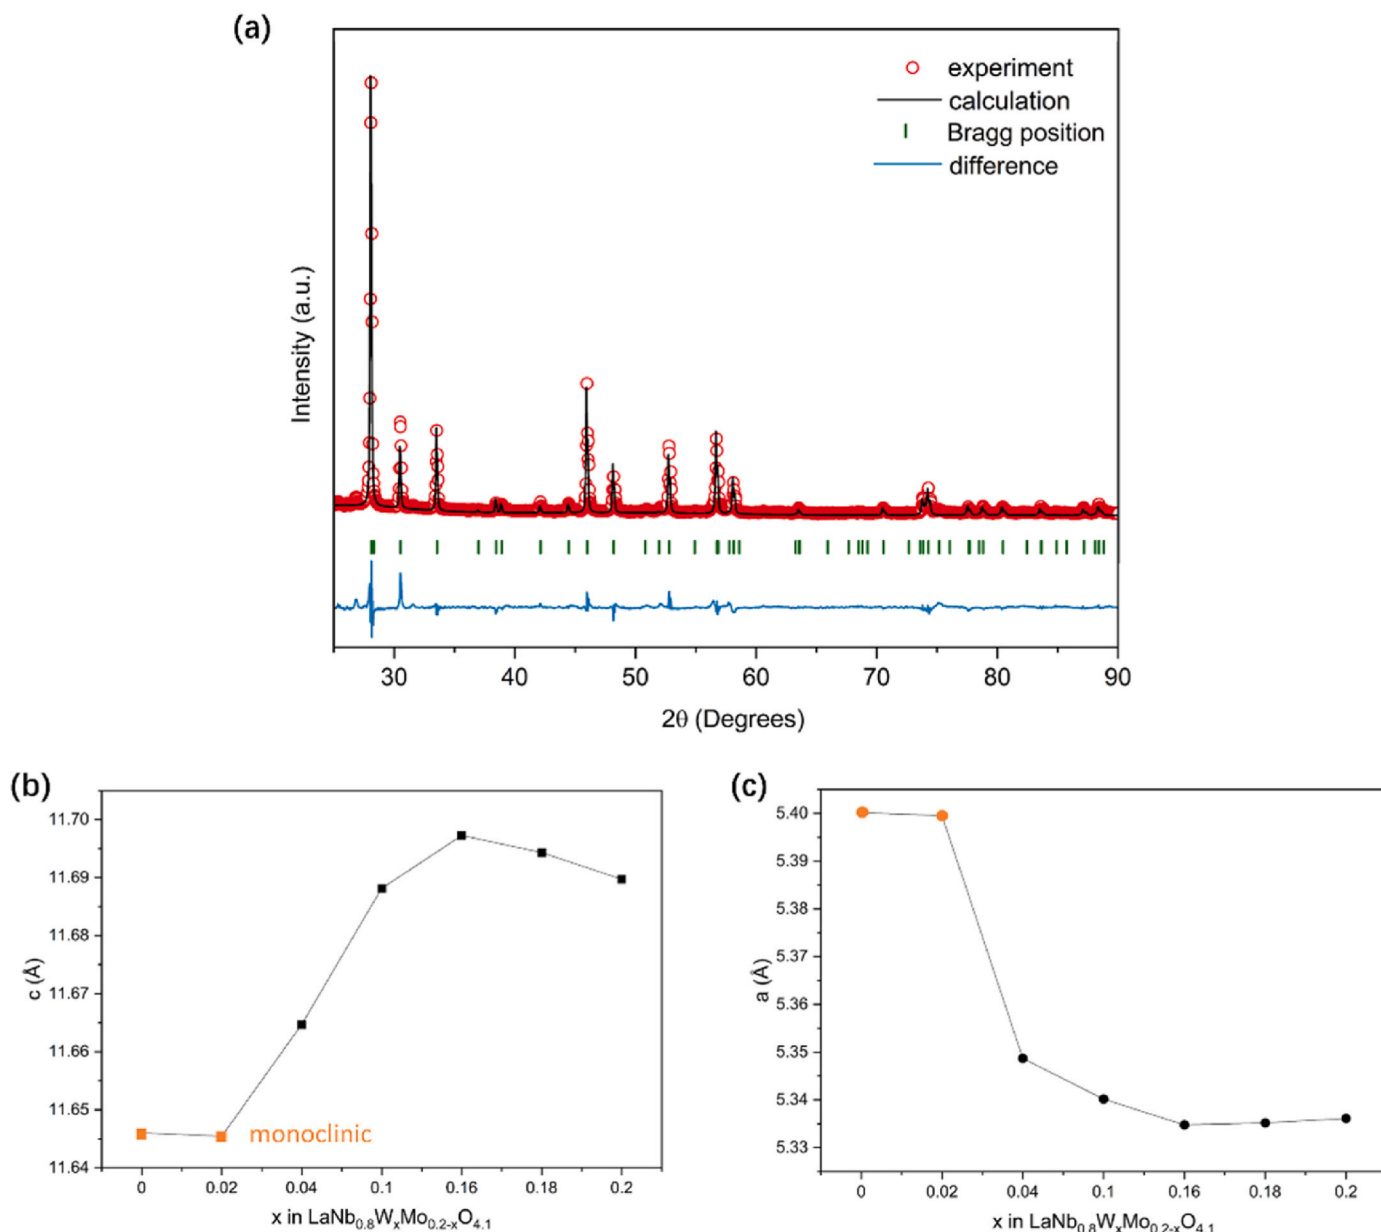 (a)
experiment
calculation
Bragg position
difference
Intensity (a.u.)
30 40 50 60 70 80 90
2θ (Degrees)
(b)
11.70
11.69
11.68
11.67
11.66
11.65
11.64
c (Å)
monoclinic
0 0.02 0.04 0.1 0.16 0.18 0.2
x in LaNb0.8WxMo0.2-xO4.1
(c)
5.40
5.39
5.38
5.37
5.36
5.35
5.34
5.33
a (Å)
0 0.02 0.04 0.1 0.16 0.18 0.2
x in LaNb0.8WxMo0.2-xO4.1